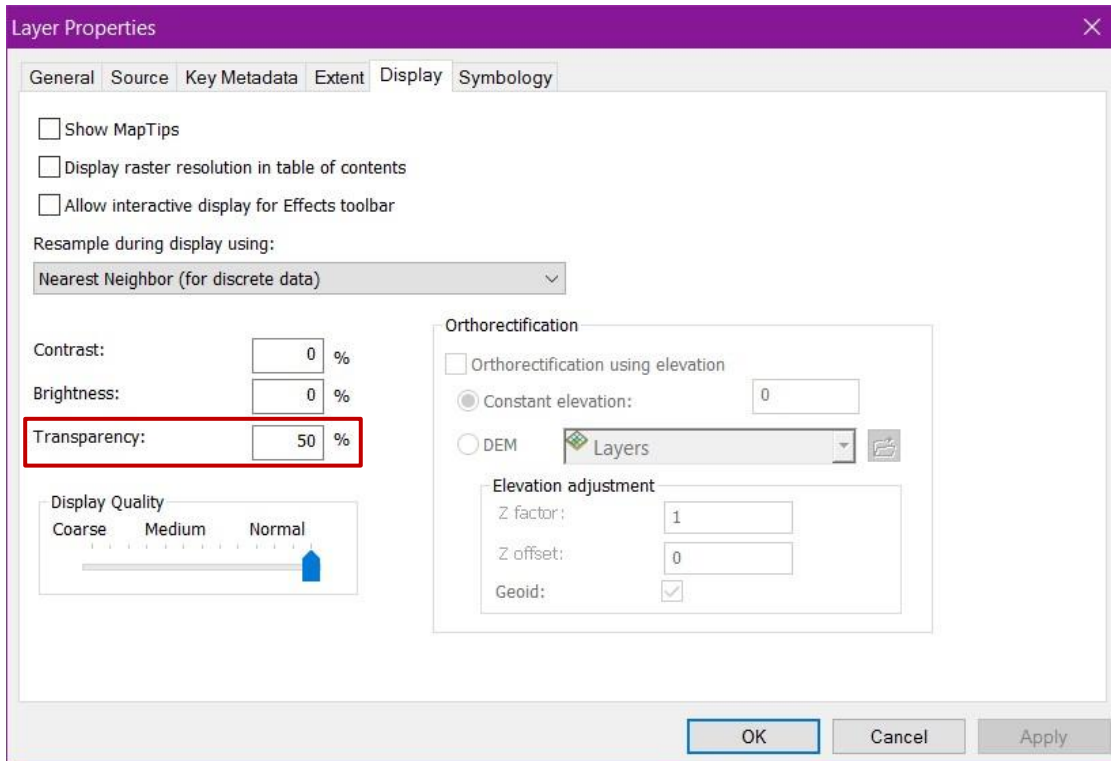 Layer Properties
General Source Key Metadata Extent Display Symbology
Show MapTips
Display raster resolution in table of contents
Allow interactive display for Effects toolbar
Resample during display using:
Nearest Neighbor (for discrete data)
Contrast: 0 %
Brightness: 0 %
Transparency: 50 %
Display Quality
Coarse Medium Normal
Orthorectification
Orthorectification using elevation
Constant elevation: 0
DEM Layers
Elevation adjustment
Z factor: 1
Z offset: 0
Geoid:
OK Cancel Apply